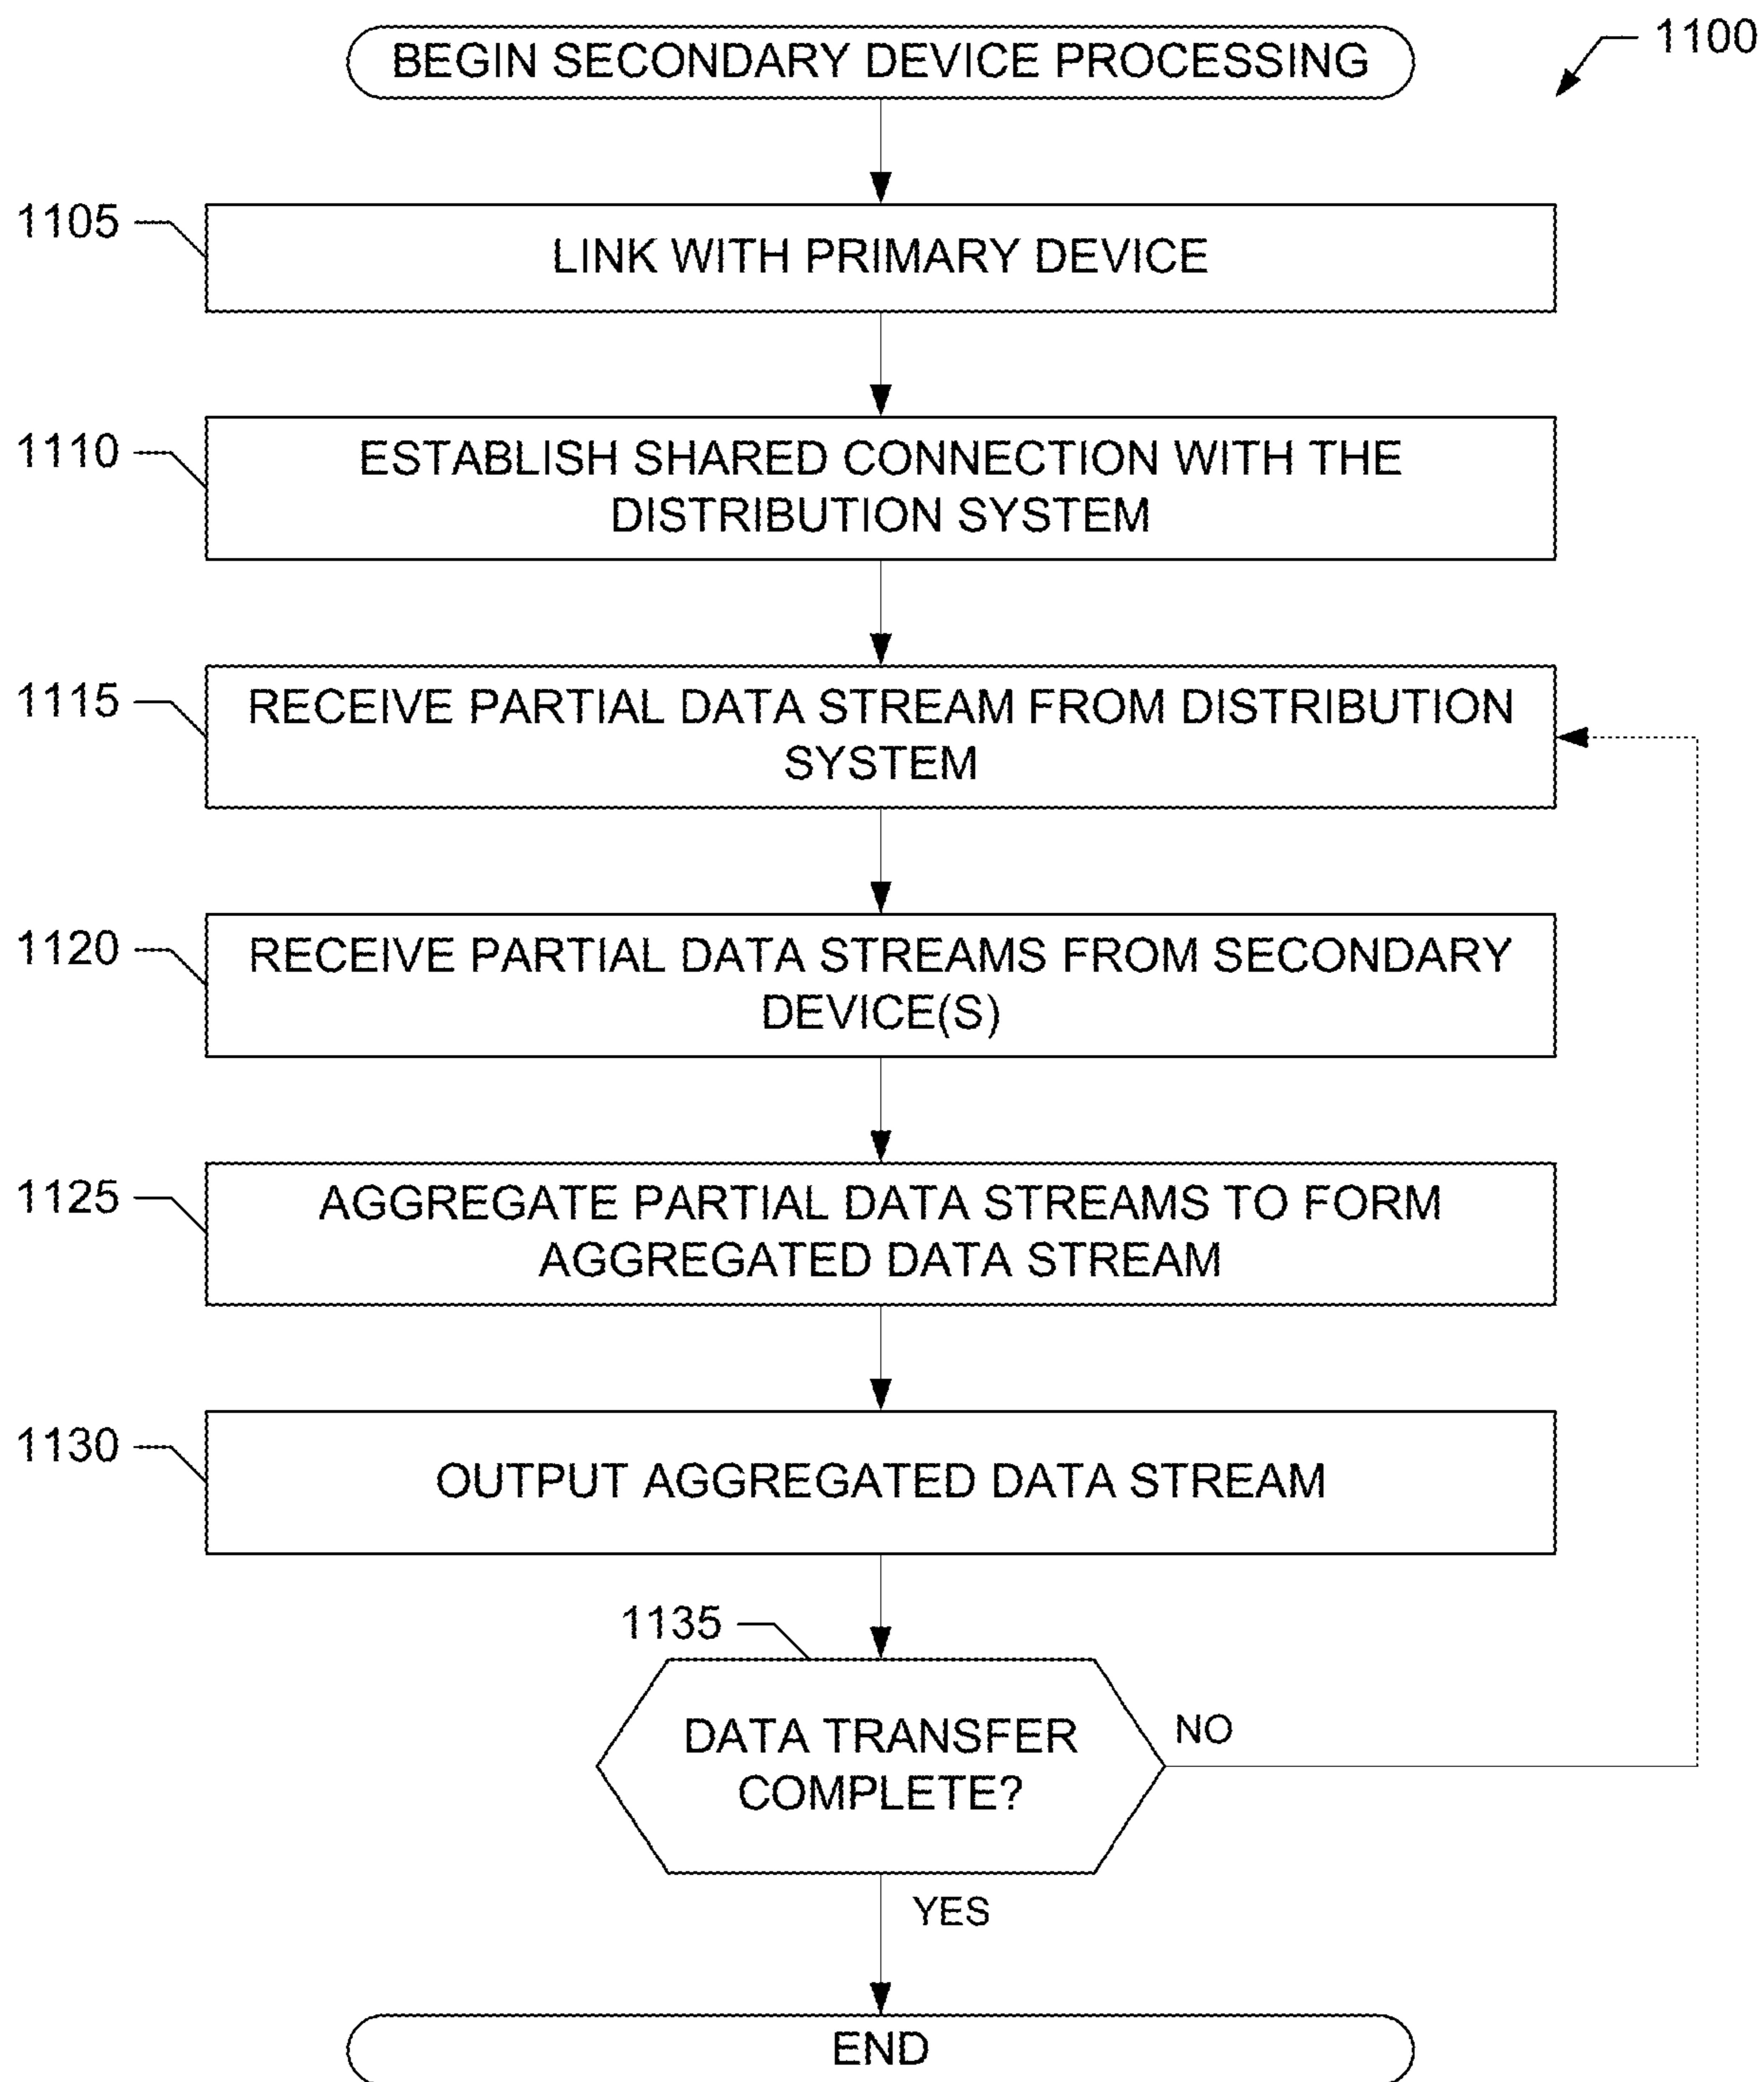 BEGIN SECONDARY DEVICE PROCESSING
1100
1105
LINK WITH PRIMARY DEVICE
1110
ESTABLISH SHARED CONNECTION WITH THE
DISTRIBUTION SYSTEM
1115
RECEIVE PARTIAL DATA STREAM FROM DISTRIBUTION
SYSTEM
1120
RECEIVE PARTIAL DATA STREAMS FROM SECONDARY
DEVICE(S)
1125
AGGREGATE PARTIAL DATA STREAMS TO FORM
AGGREGATED DATA STREAM
1130
OUTPUT AGGREGATED DATA STREAM
1135
DATA TRANSFER
COMPLETE?
NO
YES
END